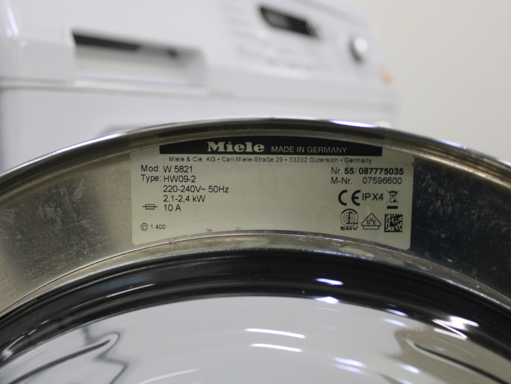 Miele MADE IN GERMANY
Miele & Cie. KG • Carl-Miele-Straße 29 • 33332 Gütersloh • Germany
Mod. W 5821 Nr. 55/087775035
Type: HW09-2 M-Nr. 07596600
220-240V~ 50Hz
2,1-2,4 kW CE IPX4
10 A
1 400